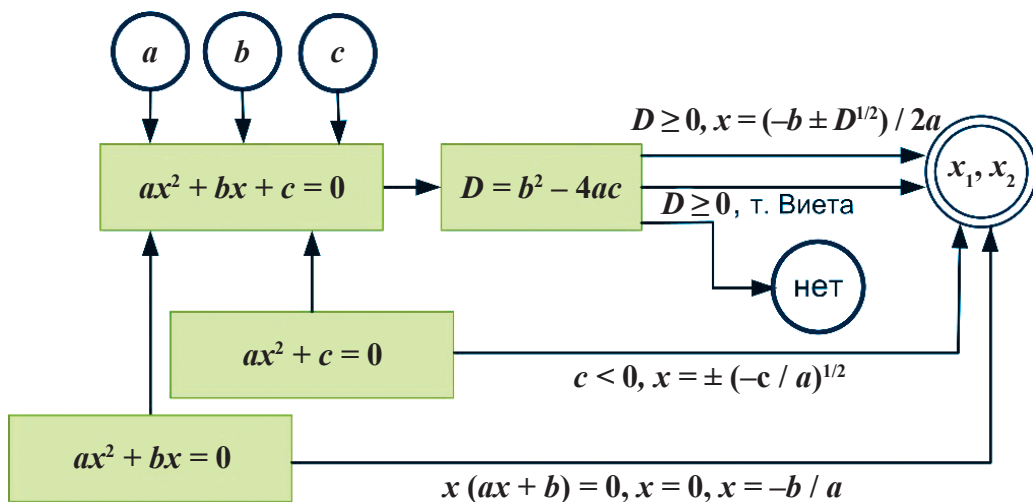 a
b
c
ax² + bx + c = 0
D = b² – 4ac
D ≥ 0, x = (–b ± D^{1/2}) / 2a
x₁, x₂
D ≥ 0, т. Виета
нет
ax² + c = 0
c < 0, x = ± (–c / a)^{1/2}
ax² + bx = 0
x (ax + b) = 0, x = 0, x = –b / a